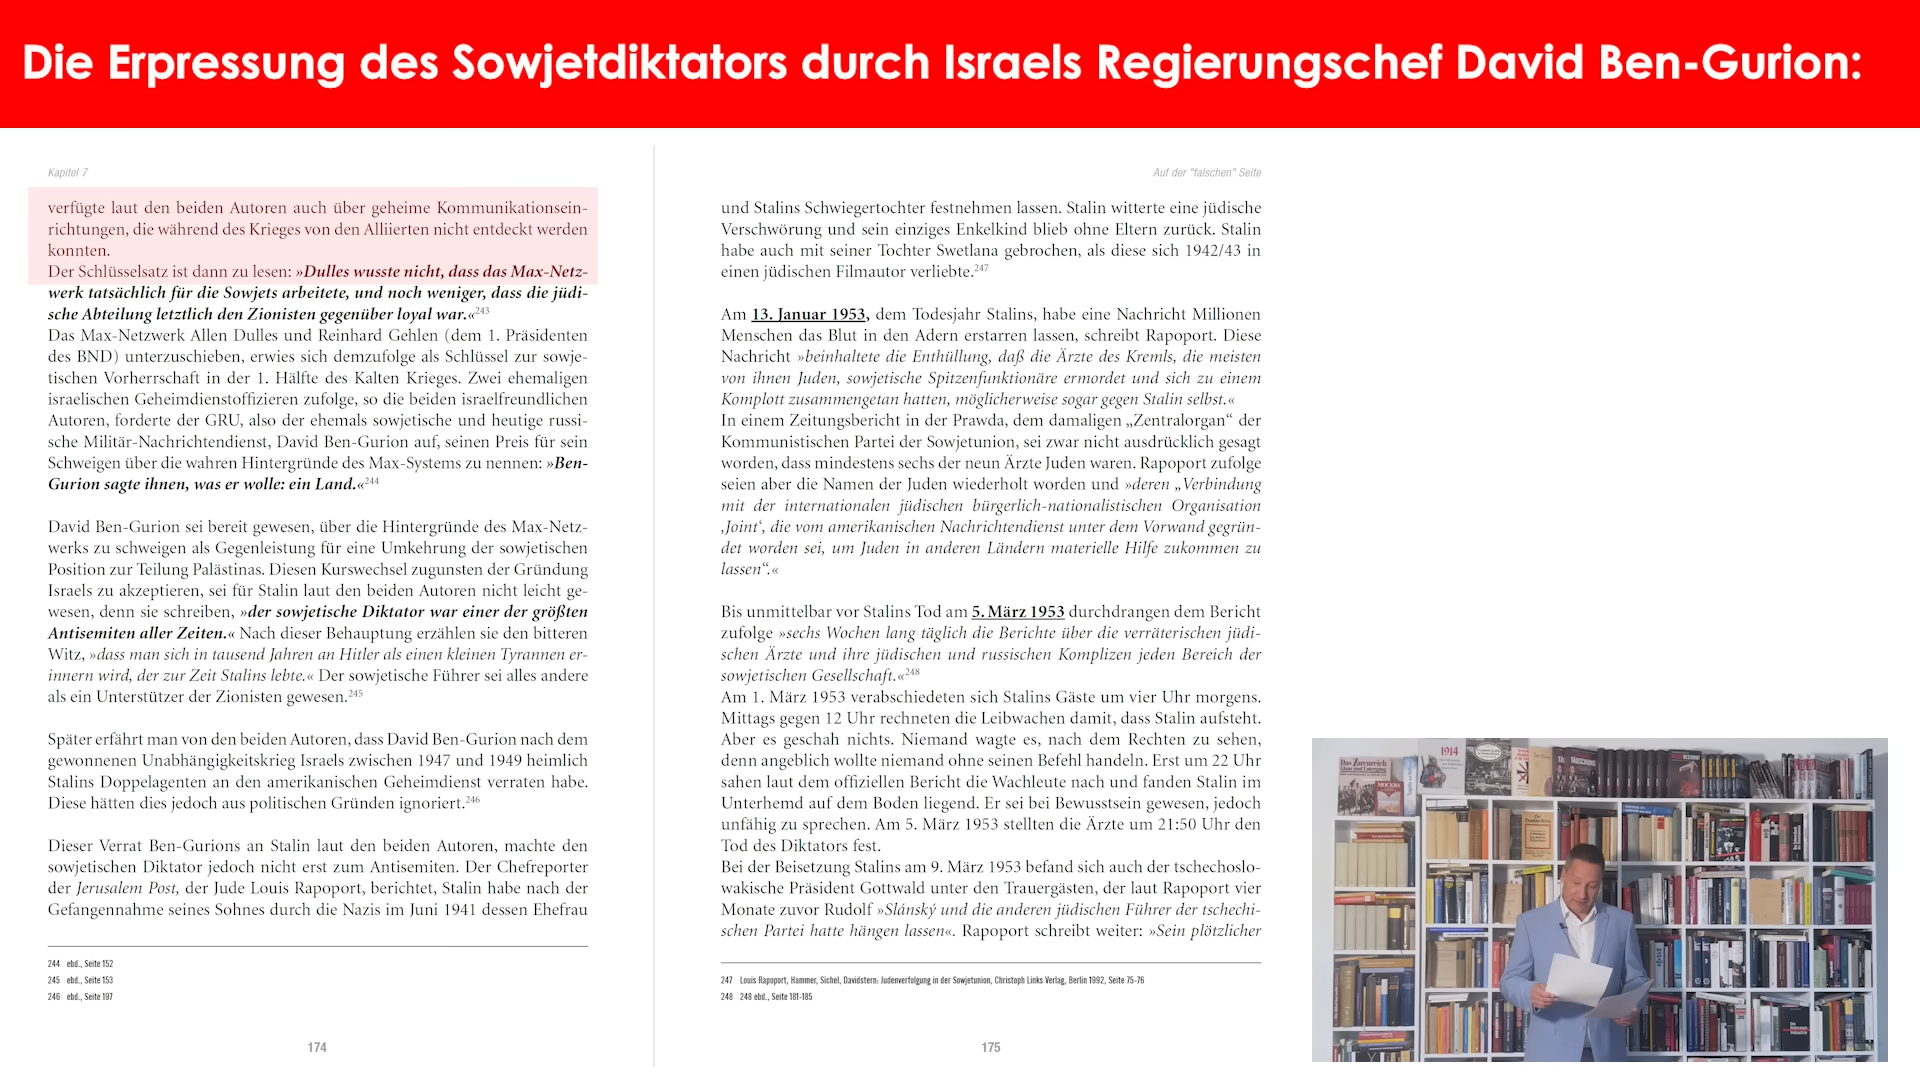 Die Erpressung des Sowjetdiktators durch Israels Regierungschef David Ben-Gurion:
Kapitel 7
verfügte laut den beiden Autoren auch über geheime Kommunikationsein-
richtungen, die während des Krieges von den Alliierten nicht entdeckt werden
konnten.
Der Schlüsselsatz ist dann zu lesen: »Dulles wusste nicht, dass das Max-Netz-
werk tatsächlich für die Sowjets arbeitete, und noch weniger, dass die jüdi-
sche Abteilung letztlich den Zionisten gegenüber loyal war.«243
Das Max-Netzwerk Allen Dulles und Reinhard Gehlen (dem 1. Präsidenten
des BND) unterzuschieben, erwies sich demzufolge als Schlüssel zur sowje-
tischen Vorherrschaft in der 1. Hälfte des Kalten Krieges. Zwei ehemaligen
israelischen Geheimdienstoffizieren zufolge, so die beiden israelfreundlichen
Autoren, forderte der GRU, also der ehemals sowjetische und heutige russi-
sche Militär-Nachrichtendienst, David Ben-Gurion auf, seinen Preis für sein
Schweigen über die wahren Hintergründe des Max-Systems zu nennen: »Ben-
Gurion sagte ihnen, was er wolle: ein Land.«244
David Ben-Gurion sei bereit gewesen, über die Hintergründe des Max-Netz-
werks zu schweigen als Gegenleistung für eine Umkehrung der sowjetischen
Position zur Teilung Palästinas. Diesen Kurswechsel zugunsten der Gründung
Israels zu akzeptieren, sei für Stalin laut den beiden Autoren nicht leicht ge-
wesen, denn sie schreiben, »der sowjetische Diktator war einer der größten
Antisemiten aller Zeiten.« Nach dieser Behauptung erzählen sie den bitteren
Witz, »dass man sich in tausend Jahren an Hitler als einen kleinen Tyrannen er-
innern wird, der zur Zeit Stalins lebte.« Der sowjetische Führer sei alles andere
als ein Unterstützer der Zionisten gewesen.245
Später erfährt man von den beiden Autoren, dass David Ben-Gurion nach dem
gewonnenen Unabhängigkeitskrieg Israels zwischen 1947 und 1949 heimlich
Stalins Doppelagenten an den amerikanischen Geheimdienst verraten habe.
Diese hätten dies jedoch aus politischen Gründen ignoriert.246
Dieser Verrat Ben-Gurions an Stalin laut den beiden Autoren, machte den
sowjetischen Diktator jedoch nicht erst zum Antisemiten. Der Chefreporter
der Jerusalem Post, der Jude Louis Rapoport, berichtet, Stalin habe nach der
Gefangennahme seines Sohnes durch die Nazis im Juni 1941 dessen Ehefrau
244 ebd., Seite 152
245 ebd., Seite 153
246 ebd., Seite 197
174
Auf der "falschen" Seite
und Stalins Schwiegertochter festnehmen lassen. Stalin witterte eine jüdische
Verschwörung und sein einziges Enkelkind blieb ohne Eltern zurück. Stalin
habe auch mit seiner Tochter Swetlana gebrochen, als diese sich 1942/43 in
einen jüdischen Filmautor verliebte.247
Am 13. Januar 1953, dem Todesjahr Stalins, habe eine Nachricht Millionen
Menschen das Blut in den Adern erstarren lassen, schreibt Rapoport. Diese
Nachricht »beinhaltete die Enthüllung, daß die Ärzte des Kremls, die meisten
von ihnen Juden, sowjetische Spitzenfunktionäre ermordet und sich zu einem
Komplott zusammengetan hatten, möglicherweise sogar gegen Stalin selbst.«
In einem Zeitungsbericht in der Prawda, dem damaligen „Zentralorgan“ der
Kommunistischen Partei der Sowjetunion, sei zwar nicht ausdrücklich gesagt
worden, dass mindestens sechs der neun Ärzte Juden waren. Rapoport zufolge
seien aber die Namen der Juden wiederholt worden und »deren „Verbindung
mit der internationalen jüdischen bürgerlich-nationalistischen Organisation
‚Joint‘, die vom amerikanischen Nachrichtendienst unter dem Vorwand gegrün-
det worden sei, um Juden in anderen Ländern materielle Hilfe zukommen zu
lassen“.«
Bis unmittelbar vor Stalins Tod am 5. März 1953 durchdrangen dem Bericht
zufolge »sechs Wochen lang täglich die Berichte über die verräterischen jüdi-
schen Ärzte und ihre jüdischen und russischen Komplizen jeden Bereich der
sowjetischen Gesellschaft.«248
Am 1. März 1953 verabschiedeten sich Stalins Gäste um vier Uhr morgens.
Mittags gegen 12 Uhr rechneten die Leibwachen damit, dass Stalin aufsteht.
Aber es geschah nichts. Niemand wagte es, nach dem Rechten zu sehen,
denn angeblich wollte niemand ohne seinen Befehl handeln. Erst um 22 Uhr
sahen laut dem offiziellen Bericht die Wachleute nach und fanden Stalin im
Unterhemd auf dem Boden liegend. Er sei bei Bewusstsein gewesen, jedoch
unfähig zu sprechen. Am 5. März 1953 stellten die Ärzte um 21:50 Uhr den
Tod des Diktators fest.
Bei der Beisetzung Stalins am 9. März 1953 befand sich auch der tschechoslo-
wakische Präsident Gottwald unter den Trauergästen, der laut Rapoport vier
Monate zuvor Rudolf »Slánský und die anderen jüdischen Führer der tschechi-
schen Partei hatte hängen lassen«. Rapoport schreibt weiter: »Sein plötzlicher
247 Louis Rapoport, Hammer, Sichel, Davidstern: Judenverfolgung in der Sowjetunion, Christoph Links Verlag, Berlin 1992, Seite 75-76
248 248 ebd., Seite 181-185
175
1914
Das Zarenreich
МОСКВА